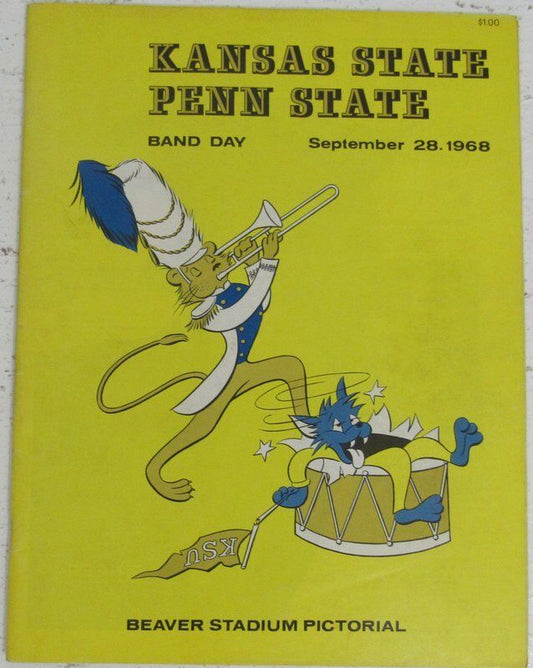 $1.00
KANSAS STATE
PENN STATE
BAND DAY September 28.1968
KSU
BEAVER STADIUM PICTORIAL